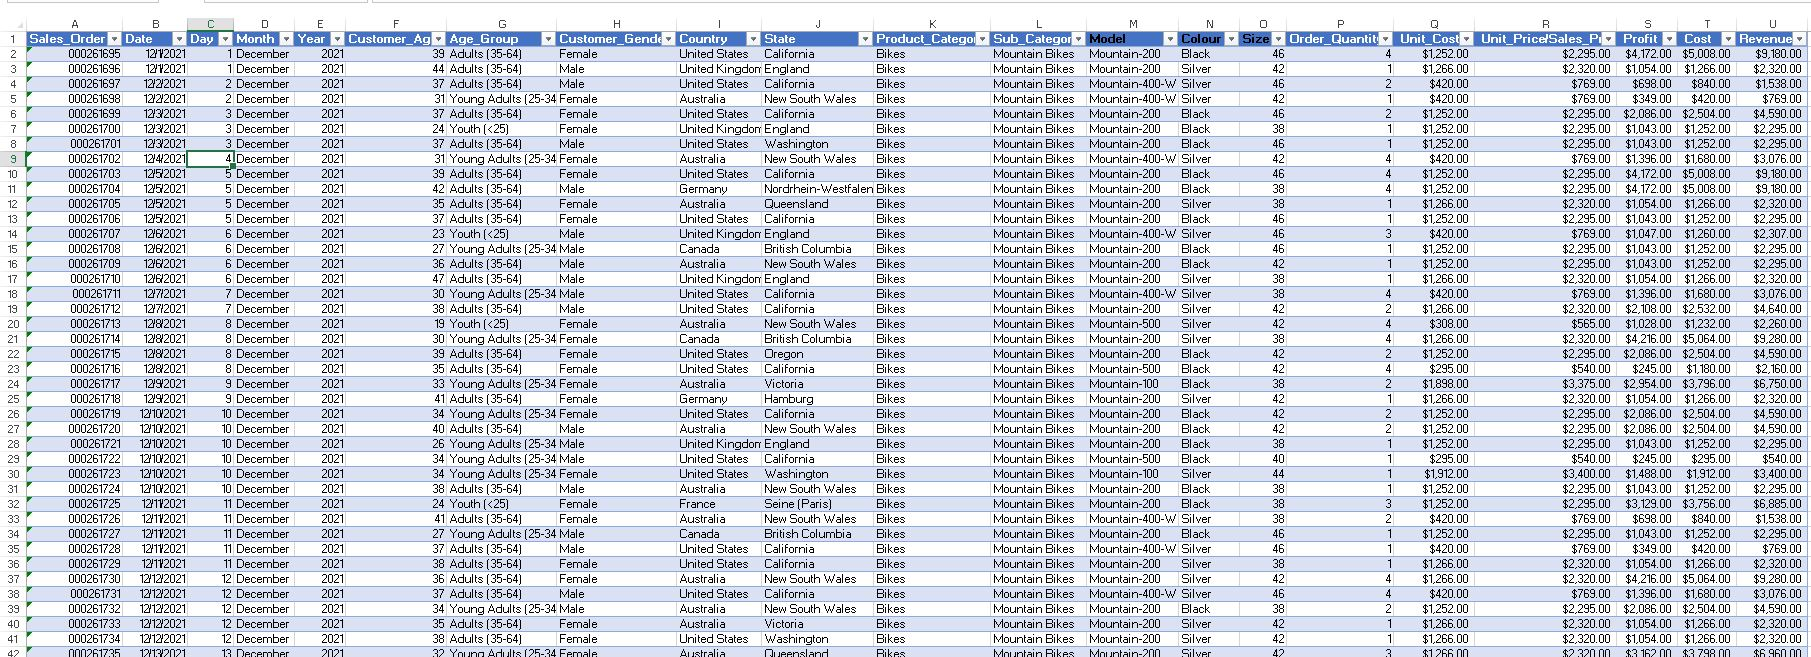 A B C D E F G H I J K L M N O P Q R S T U
1 Sales_Order Date Day Month Year Customer_Ag Age_Group Customer_Gende Country State Product_Categor Sub_Categor Model Colour Size Order_Quantit Unit_Cost Unit_Price/Sales_Pr Profit Cost Revenue
2 000261695 12/1/2021 1 December 2021 39 Adults (35-64) Female United States California Bikes Mountain Bikes Mountain-200 Black 46 4 $1,252.00 $2,295.00 $4,172.00 $5,008.00 $9,180.00
3 000261696 12/1/2021 1 December 2021 44 Adults (35-64) Male United Kingdom England Bikes Mountain Bikes Mountain-200 Silver 42 1 $1,266.00 $2,320.00 $1,054.00 $1,266.00 $2,320.00
4 000261697 12/2/2021 2 December 2021 37 Adults (35-64) Male United States California Bikes Mountain Bikes Mountain-400-W Silver 46 2 $420.00 $769.00 $698.00 $840.00 $1,538.00
5 000261698 12/2/2021 2 December 2021 31 Young Adults (25-34 Female Australia New South Wales Bikes Mountain Bikes Mountain-400-W Silver 42 1 $420.00 $769.00 $349.00 $420.00 $769.00
6 000261699 12/3/2021 3 December 2021 37 Adults (35-64) Female United States California Bikes Mountain Bikes Mountain-200 Black 46 2 $1,252.00 $2,295.00 $2,086.00 $2,504.00 $4,590.00
7 000261700 12/3/2021 3 December 2021 24 Youth (<25) Female United Kingdom England Bikes Mountain Bikes Mountain-200 Black 38 1 $1,252.00 $2,295.00 $1,043.00 $1,252.00 $2,295.00
8 000261701 12/3/2021 3 December 2021 37 Adults (35-64) Male United States Washington Bikes Mountain Bikes Mountain-200 Black 46 1 $1,252.00 $2,295.00 $1,043.00 $1,252.00 $2,295.00
9 000261702 12/4/2021 4 December 2021 31 Young Adults (25-34 Female Australia New South Wales Bikes Mountain Bikes Mountain-400-W Silver 42 4 $420.00 $769.00 $1,396.00 $1,680.00 $3,076.00
10 000261703 12/5/2021 5 December 2021 39 Adults (35-64) Female United States California Bikes Mountain Bikes Mountain-200 Black 46 4 $1,252.00 $2,295.00 $4,172.00 $5,008.00 $9,180.00
11 000261704 12/5/2021 5 December 2021 42 Adults (35-64) Male Germany Nordrhein-Westfalen Bikes Mountain Bikes Mountain-200 Black 38 4 $1,252.00 $2,295.00 $4,172.00 $5,008.00 $9,180.00
12 000261705 12/5/2021 5 December 2021 35 Adults (35-64) Female Australia Queensland Bikes Mountain Bikes Mountain-200 Silver 38 1 $1,266.00 $2,320.00 $1,054.00 $1,266.00 $2,320.00
13 000261706 12/5/2021 5 December 2021 37 Adults (35-64) Female United States California Bikes Mountain Bikes Mountain-200 Black 46 1 $1,252.00 $2,295.00 $1,043.00 $1,252.00 $2,295.00
14 000261707 12/6/2021 6 December 2021 23 Youth (<25) Male United Kingdom England Bikes Mountain Bikes Mountain-400-W Silver 46 3 $420.00 $769.00 $1,047.00 $1,260.00 $2,307.00
15 000261708 12/6/2021 6 December 2021 27 Young Adults (25-34 Male Canada British Columbia Bikes Mountain Bikes Mountain-200 Black 46 1 $1,252.00 $2,295.00 $1,043.00 $1,252.00 $2,295.00
16 000261709 12/6/2021 6 December 2021 36 Adults (35-64) Male Australia New South Wales Bikes Mountain Bikes Mountain-200 Black 42 1 $1,252.00 $2,295.00 $1,043.00 $1,252.00 $2,295.00
17 000261710 12/6/2021 6 December 2021 47 Adults (35-64) Male United Kingdom England Bikes Mountain Bikes Mountain-200 Silver 38 1 $1,266.00 $2,320.00 $1,054.00 $1,266.00 $2,320.00
18 000261711 12/7/2021 7 December 2021 30 Young Adults (25-34 Male United States California Bikes Mountain Bikes Mountain-400-W Silver 38 4 $420.00 $769.00 $1,396.00 $1,680.00 $3,076.00
19 000261712 12/7/2021 7 December 2021 38 Adults (35-64) Male United States California Bikes Mountain Bikes Mountain-200 Silver 42 2 $1,266.00 $2,320.00 $2,108.00 $2,532.00 $4,640.00
20 000261713 12/8/2021 8 December 2021 19 Youth (<25) Female Australia New South Wales Bikes Mountain Bikes Mountain-500 Silver 42 4 $308.00 $565.00 $1,028.00 $1,232.00 $2,260.00
21 000261714 12/8/2021 8 December 2021 30 Young Adults (25-34 Female Canada British Columbia Bikes Mountain Bikes Mountain-200 Silver 38 4 $1,266.00 $2,320.00 $4,216.00 $5,064.00 $9,280.00
22 000261715 12/8/2021 8 December 2021 39 Adults (35-64) Female United States Oregon Bikes Mountain Bikes Mountain-200 Black 42 2 $1,252.00 $2,295.00 $2,086.00 $2,504.00 $4,590.00
23 000261716 12/8/2021 8 December 2021 35 Adults (35-64) Female United States California Bikes Mountain Bikes Mountain-500 Black 42 4 $295.00 $540.00 $245.00 $1,180.00 $2,160.00
24 000261717 12/9/2021 9 December 2021 33 Young Adults (25-34 Female Australia Victoria Bikes Mountain Bikes Mountain-100 Black 38 2 $1,898.00 $3,375.00 $2,954.00 $3,796.00 $6,750.00
25 000261718 12/9/2021 9 December 2021 41 Adults (35-64) Female Germany Hamburg Bikes Mountain Bikes Mountain-200 Silver 42 1 $1,266.00 $2,320.00 $1,054.00 $1,266.00 $2,320.00
26 000261719 12/10/2021 10 December 2021 34 Young Adults (25-34 Female United States California Bikes Mountain Bikes Mountain-200 Black 42 2 $1,252.00 $2,295.00 $2,086.00 $2,504.00 $4,590.00
27 000261720 12/10/2021 10 December 2021 40 Adults (35-64) Male Australia New South Wales Bikes Mountain Bikes Mountain-200 Black 42 2 $1,252.00 $2,295.00 $2,086.00 $2,504.00 $4,590.00
28 000261721 12/10/2021 10 December 2021 26 Young Adults (25-34 Male United Kingdom England Bikes Mountain Bikes Mountain-200 Black 38 1 $1,252.00 $2,295.00 $1,043.00 $1,252.00 $2,295.00
29 000261722 12/10/2021 10 December 2021 34 Young Adults (25-34 Male United States California Bikes Mountain Bikes Mountain-500 Black 40 1 $295.00 $540.00 $245.00 $295.00 $540.00
30 000261723 12/10/2021 10 December 2021 34 Young Adults (25-34 Female United States Washington Bikes Mountain Bikes Mountain-100 Silver 44 1 $1,912.00 $3,400.00 $1,488.00 $1,912.00 $3,400.00
31 000261724 12/10/2021 10 December 2021 38 Adults (35-64) Male Australia New South Wales Bikes Mountain Bikes Mountain-200 Black 38 1 $1,252.00 $2,295.00 $1,043.00 $1,252.00 $2,295.00
32 000261725 12/11/2021 11 December 2021 24 Youth (<25) Female France Seine (Paris) Bikes Mountain Bikes Mountain-200 Black 38 3 $1,252.00 $2,295.00 $3,129.00 $3,756.00 $6,885.00
33 000261726 12/11/2021 11 December 2021 41 Adults (35-64) Female Australia New South Wales Bikes Mountain Bikes Mountain-400-W Silver 38 2 $420.00 $769.00 $698.00 $840.00 $1,538.00
34 000261727 12/11/2021 11 December 2021 27 Young Adults (25-34 Male Canada British Columbia Bikes Mountain Bikes Mountain-200 Black 46 1 $1,252.00 $2,295.00 $1,043.00 $1,252.00 $2,295.00
35 000261728 12/11/2021 11 December 2021 37 Adults (35-64) Male United States California Bikes Mountain Bikes Mountain-400-W Silver 46 1 $420.00 $769.00 $349.00 $420.00 $769.00
36 000261729 12/11/2021 11 December 2021 38 Adults (35-64) Female United States California Bikes Mountain Bikes Mountain-200 Silver 38 1 $1,266.00 $2,320.00 $1,054.00 $1,266.00 $2,320.00
37 000261730 12/12/2021 12 December 2021 36 Adults (35-64) Female Australia New South Wales Bikes Mountain Bikes Mountain-200 Silver 42 4 $1,266.00 $2,320.00 $4,216.00 $5,064.00 $9,280.00
38 000261731 12/12/2021 12 December 2021 37 Adults (35-64) Male United States California Bikes Mountain Bikes Mountain-400-W Silver 46 4 $420.00 $769.00 $1,396.00 $1,680.00 $3,076.00
39 000261732 12/12/2021 12 December 2021 34 Young Adults (25-34 Male Australia New South Wales Bikes Mountain Bikes Mountain-200 Black 38 2 $1,252.00 $2,295.00 $2,086.00 $2,504.00 $4,590.00
40 000261733 12/12/2021 12 December 2021 35 Adults (35-64) Female Australia Victoria Bikes Mountain Bikes Mountain-200 Silver 42 1 $1,266.00 $2,320.00 $1,054.00 $1,266.00 $2,320.00
41 000261734 12/12/2021 12 December 2021 38 Adults (35-64) Male United States Washington Bikes Mountain Bikes Mountain-200 Silver 42 1 $1,266.00 $2,320.00 $1,054.00 $1,266.00 $2,320.00
42 000261735 12/13/2021 13 December 2021 32 Young Adults (25-34 Female Australia Queensland Bikes Mountain Bikes Mountain-200 Silver 42 3 $1,266.00 $2,320.00 $3,162.00 $3,798.00 $6,960.00